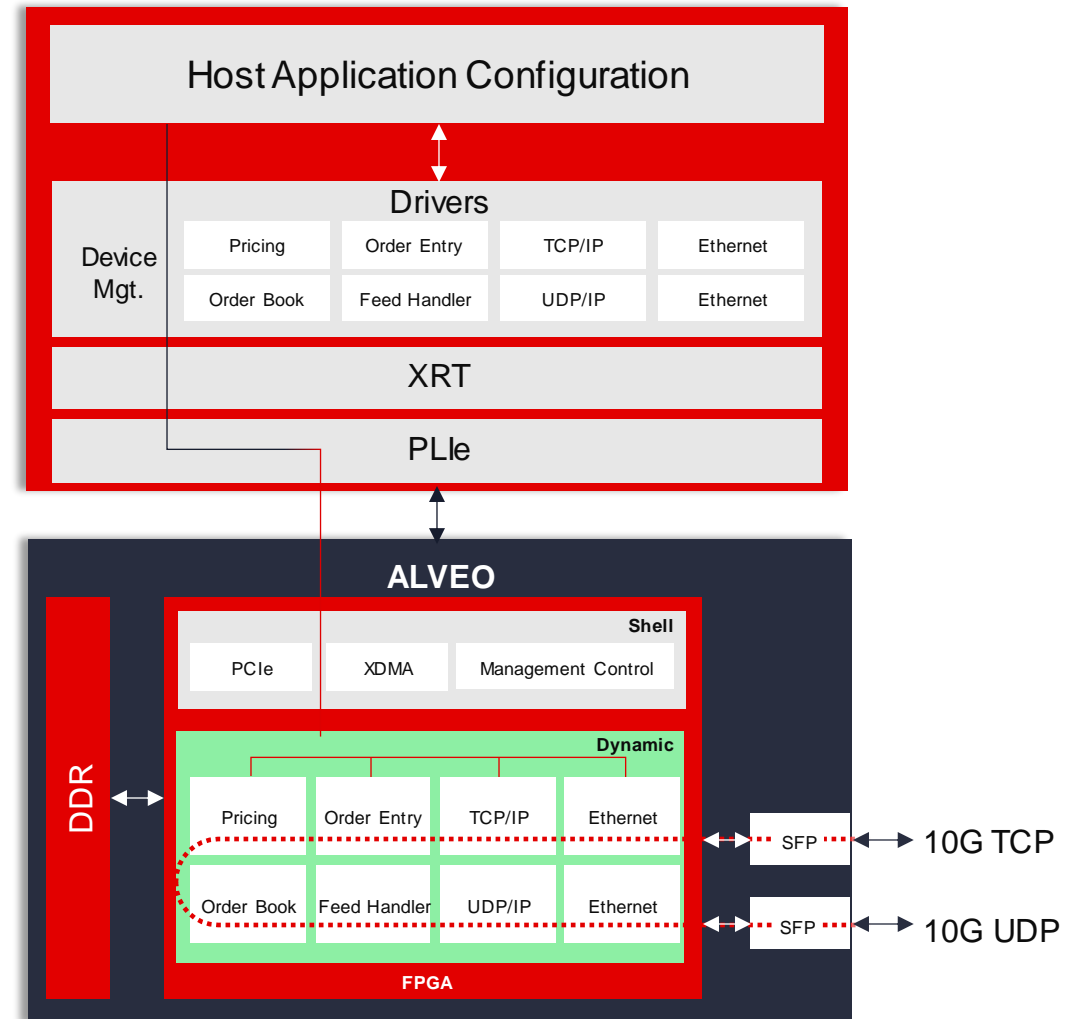 Host Application Configuration
Drivers
Device
Mgt.
Pricing
Order Entry
TCP/IP
Ethernet
Order Book
Feed Handler
UDP/IP
Ethernet
XRT
PLIe
ALVEO
DDR
Shell
PCIe
XDMA
Management Control
Dynamic
Pricing
Order Entry
TCP/IP
Ethernet
Order Book
Feed Handler
UDP/IP
Ethernet
FPGA
SFP
10G TCP
SFP
10G UDP